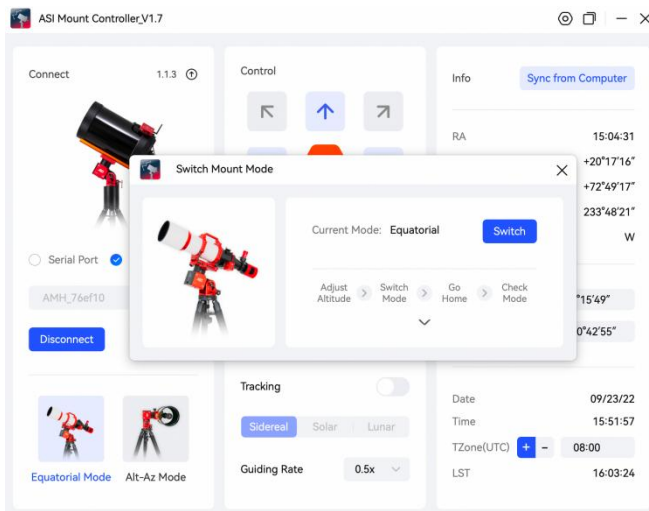 ASI Mount Controller_V1.7
Connect
1.1.3
Serial Port
AMH_76ef10
Disconnect
Equatorial Mode
Alt-Az Mode
Control
Switch Mount Mode
Current Mode: Equatorial
Switch
Adjust Altitude
Switch Mode
Go Home
Check Mode
Tracking
Sidereal
Solar
Lunar
Guiding Rate
0.5x
Info
Sync from Computer
RA
15:04:31
+20°17'16"
+72°49'17"
233°48'21"
W
°15'49"
0°42'55"
Date
09/23/22
Time
15:51:57
TZone(UTC)
+
-
08:00
LST
16:03:24